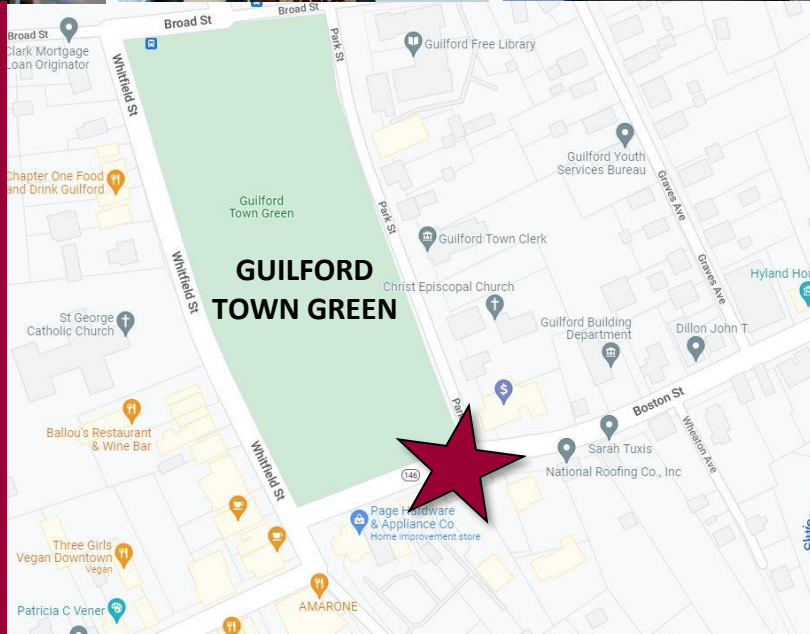 Broad St
Broad St
Broad St
Clark Mortgage
Loan Originator
Park St
Guilford Free Library
Whitfield St
Guilford Youth
Services Bureau
Graves Ave
Chapter One Food
and Drink Guilford
Guilford
Town Green
Park St
Guilford Town Clerk
GUILFORD
TOWN GREEN
Whitfield St
Christ Episcopal Church
Graves Ave
St George
Catholic Church
Guilford Building
Department
Dillon John T
Boston St
Ballou's Restaurant
& Wine Bar
Whitfield St
146
Sarah Tuxis
National Roofing Co., Inc
Wheaton Ave
Page Hardware
& Appliance Co
Home improvement store
Three Girls
Vegan Downtown
Vegan
AMARONE
Patricia C Vener